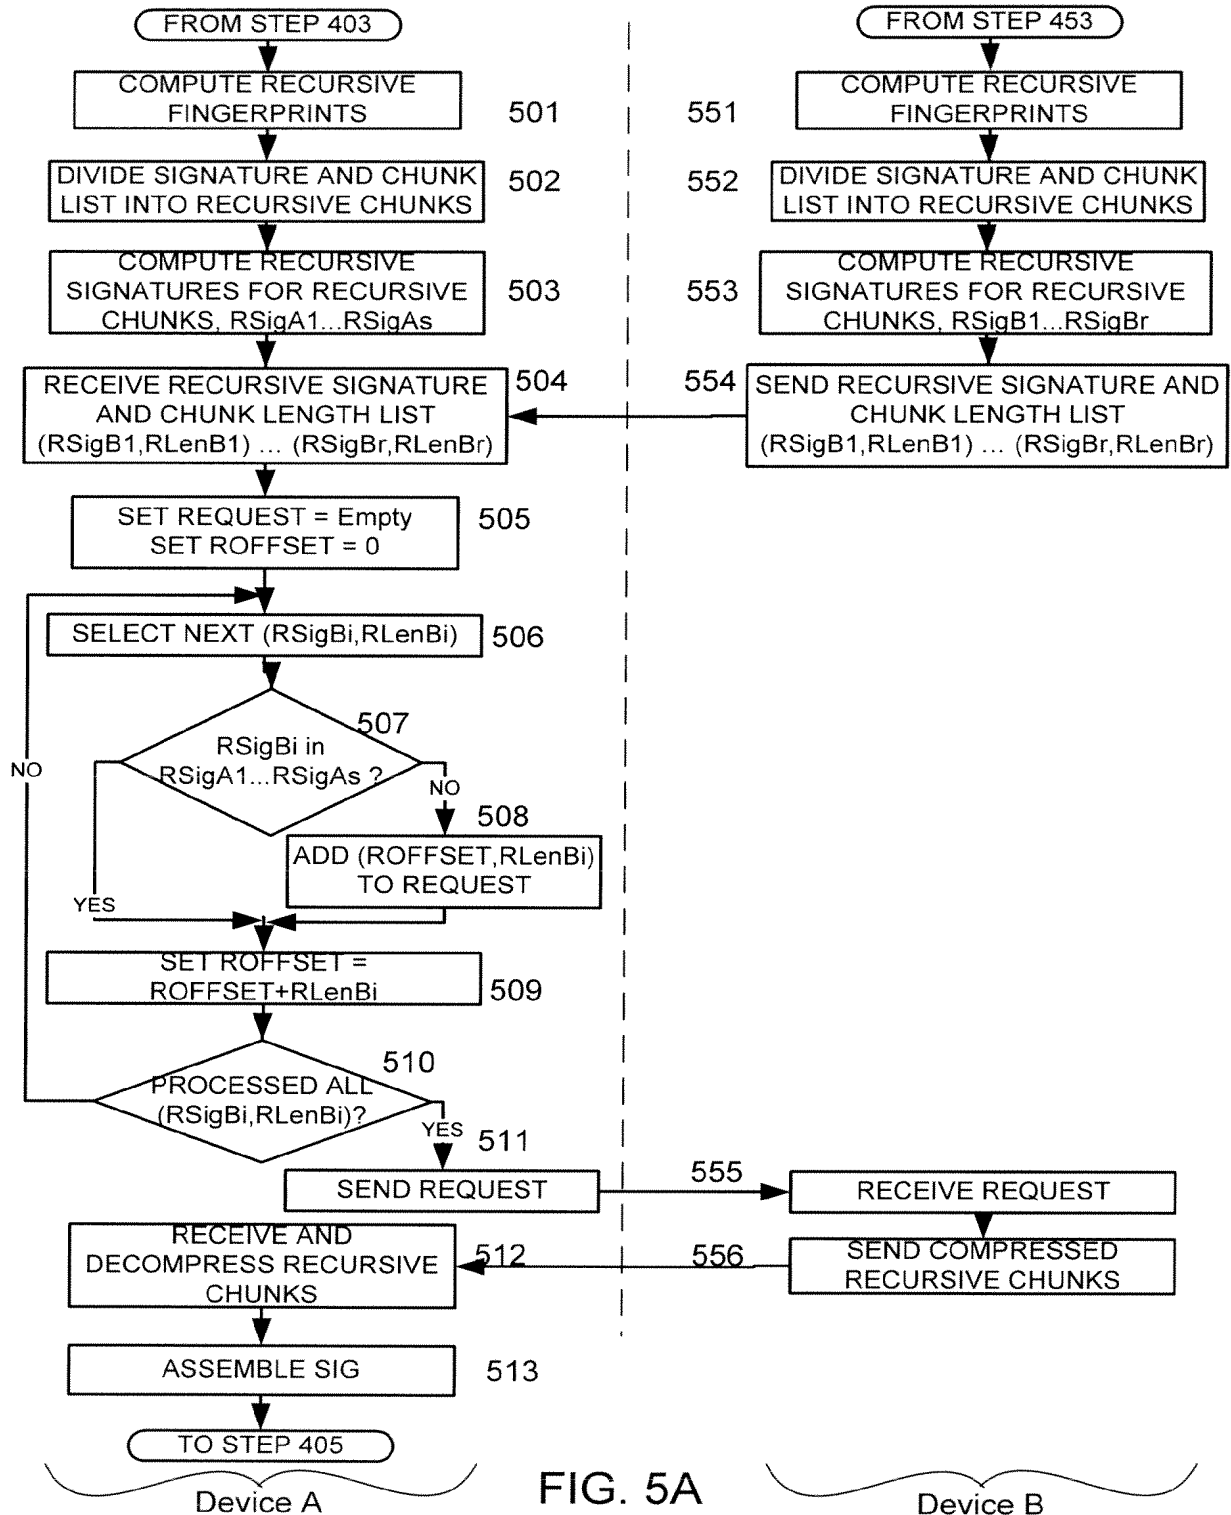 FROM STEP 403
COMPUTE RECURSIVE
FINGERPRINTS
501
DIVIDE SIGNATURE AND CHUNK
LIST INTO RECURSIVE CHUNKS
502
COMPUTE RECURSIVE
SIGNATURES FOR RECURSIVE
CHUNKS, RSigA1...RSigAs
503
RECEIVE RECURSIVE SIGNATURE
AND CHUNK LENGTH LIST
(RSigB1,RLenB1) ... (RSigBr,RLenBr)
504
SET REQUEST = Empty
SET ROFFSET = 0
505
SELECT NEXT (RSigBi,RLenBi)
506
507
RSigBi in
RSigA1...RSigAs ?
NO
NO
508
ADD (ROFFSET,RLenBi)
TO REQUEST
YES
SET ROFFSET =
ROFFSET+RLenBi
509
510
PROCESSED ALL
(RSigBi,RLenBi)?
YES
511
SEND REQUEST
RECEIVE AND
DECOMPRESS RECURSIVE
CHUNKS
512
ASSEMBLE SIG
513
TO STEP 405
Device A
FROM STEP 453
551
COMPUTE RECURSIVE
FINGERPRINTS
552
DIVIDE SIGNATURE AND CHUNK
LIST INTO RECURSIVE CHUNKS
553
COMPUTE RECURSIVE
SIGNATURES FOR RECURSIVE
CHUNKS, RSigB1...RSigBr
554
SEND RECURSIVE SIGNATURE AND
CHUNK LENGTH LIST
(RSigB1,RLenB1) ... (RSigBr,RLenBr)
555
RECEIVE REQUEST
556
SEND COMPRESSED
RECURSIVE CHUNKS
Device B
FIG. 5A